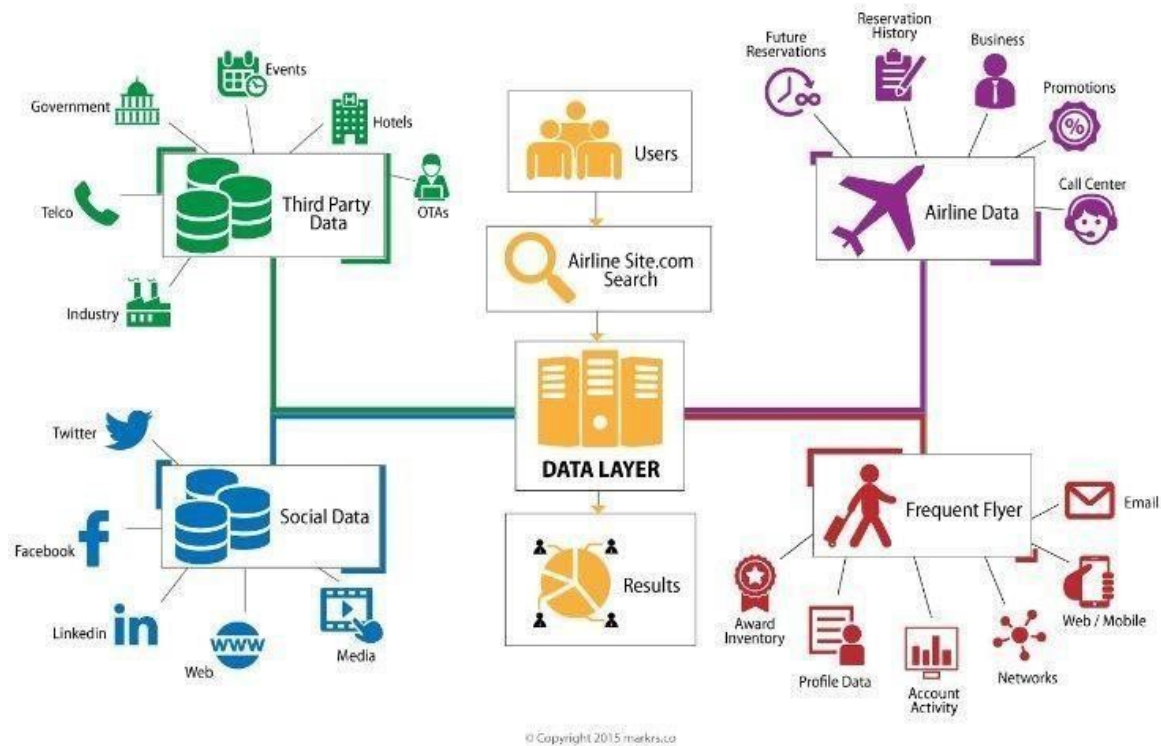 Government
Events
Hotels
Telco
Third Party
Data
OTAs
Industry
Users
Airline Site.com
Search
DATA LAYER
Results
Future
Reservations
Reservation
History
Business
Promotions
%
Airline Data
Call Center
Twitter
Facebook
f
Social Data
Linkedin
in
Web
www
Media
Frequent Flyer
Email
Web / Mobile
Award
Inventory
Profile Data
Account
Activity
Networks
H
© Copyright 2015 markrs.co